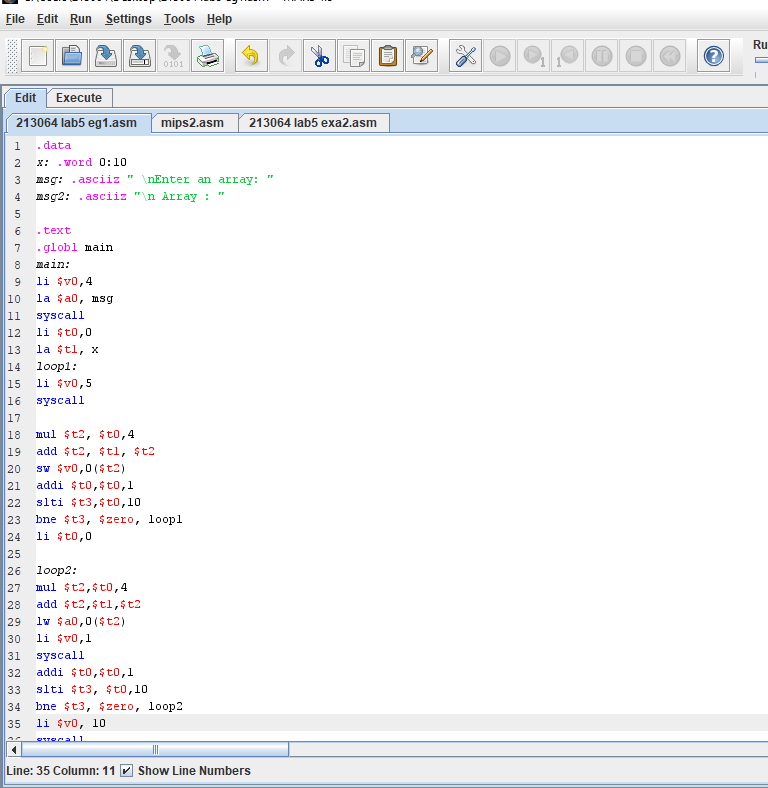 File Edit Run Settings Tools Help
Ru
Edit Execute
213064 lab5 eg1.asm mips2.asm 213064 lab5 exa2.asm
1 .data
2 x: .word 0:10
3 msg: .asciiz " \nEnter an array: "
4 msg2: .asciiz "\n Array : "
5
6 .text
7 .globl main
8 main:
9 li $v0,4
10 la $a0, msg
11 syscall
12 li $t0,0
13 la $t1, x
14 loop1:
15 li $v0,5
16 syscall
17
18 mul $t2, $t0,4
19 add $t2, $t1, $t2
20 sw $v0,0($t2)
21 addi $t0,$t0,1
22 slti $t3,$t0,10
23 bne $t3, $zero, loop1
24 li $t0,0
25
26 loop2:
27 mul $t2,$t0,4
28 add $t2,$t1,$t2
29 lw $a0,0($t2)
30 li $v0,1
31 syscall
32 addi $t0,$t0,1
33 slti $t3, $t0,10
34 bne $t3, $zero, loop2
35 li $v0, 10
36 syscall
Line: 35 Column: 11 Show Line Numbers